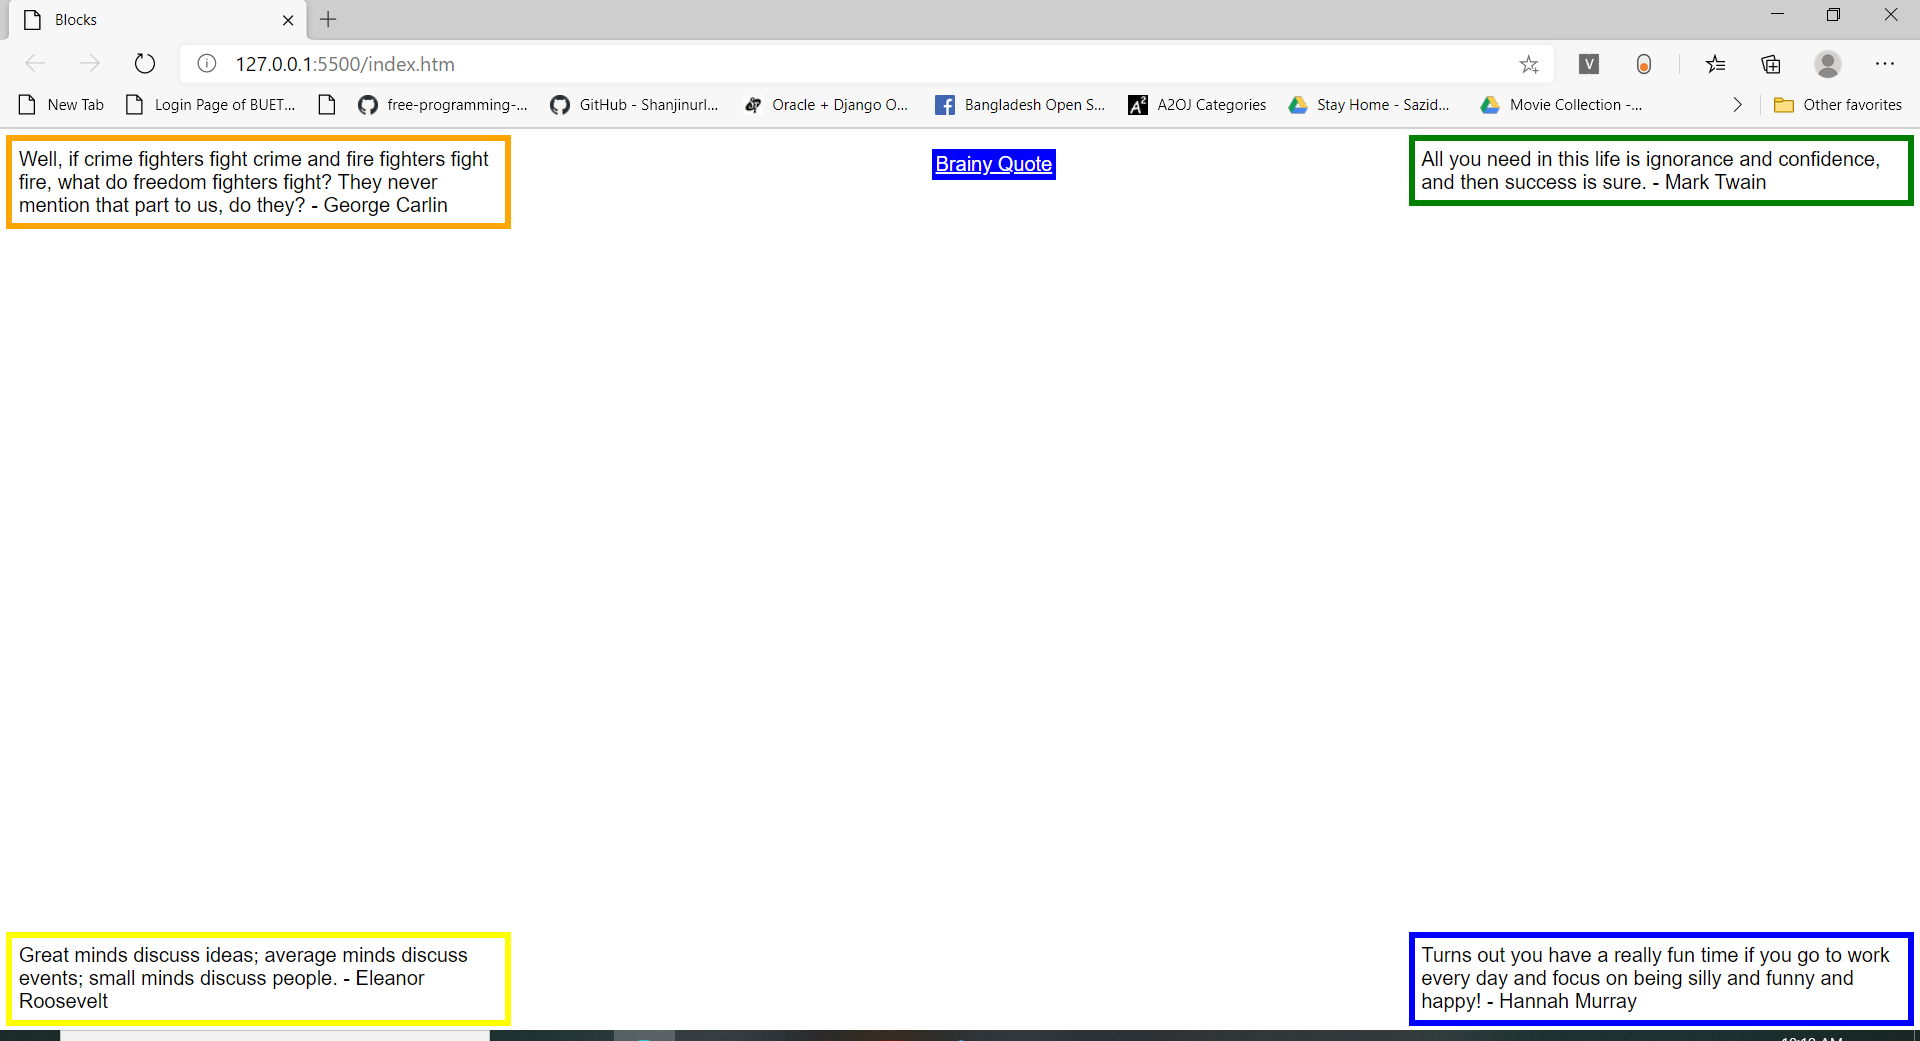 Blocks
127.0.0.1:5500/index.htm
V
New Tab
Login Page of BUET...
free-programming-...
GitHub - Shanjinurl...
Oracle + Django O...
Bangladesh Open S...
A2OJ Categories
Stay Home - Sazid...
Movie Collection -...
Other favorites
Well, if crime fighters fight crime and fire fighters fight
fire, what do freedom fighters fight? They never
mention that part to us, do they? - George Carlin
Brainy Quote
All you need in this life is ignorance and confidence,
and then success is sure. - Mark Twain
Great minds discuss ideas; average minds discuss
events; small minds discuss people. - Eleanor
Roosevelt
Turns out you have a really fun time if you go to work
every day and focus on being silly and funny and
happy! - Hannah Murray